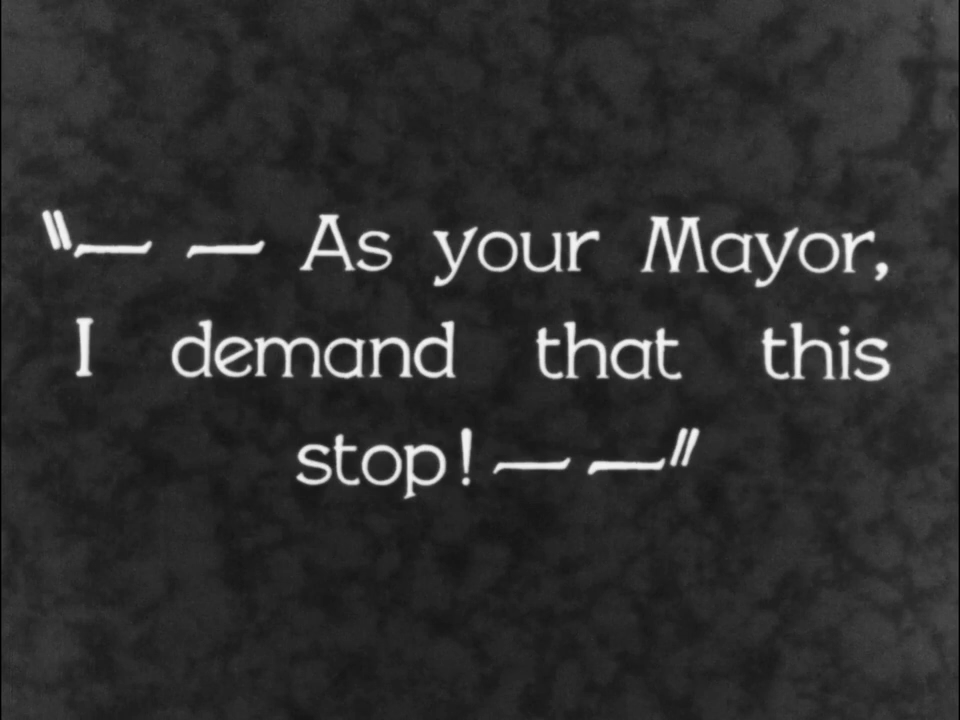 "— — As your Mayor,
I demand that this
stop! — —"